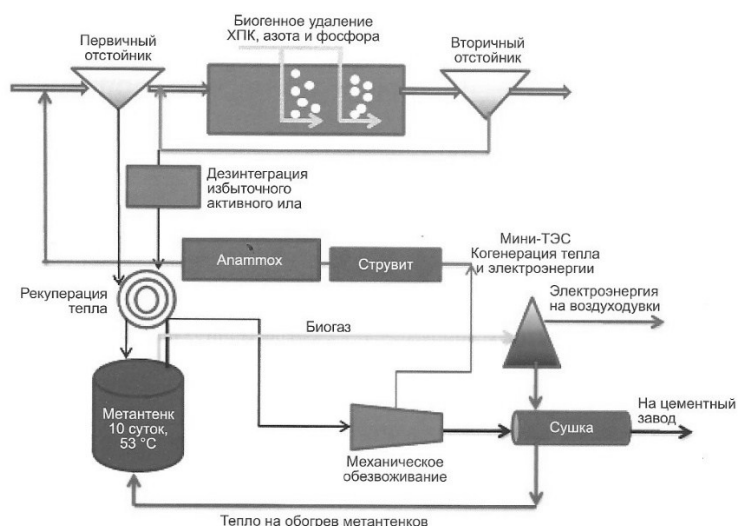 Биогенное удаление
ХПК, азота и фосфора
Первичный
отстойник
Вторичный
отстойник
Дезинтеграция
избыточного
активного ила
Мини-ТЭС
Когенерация тепла
и электроэнергии
Anammox
Струвит
Рекуперация
тепла
Электроэнергия
на воздуходувки
Биогаз
Метантенк
10 суток,
53 °C
На цементный
завод
Сушка
Механическое
обезвоживание
Тепло на обогрев метантенков